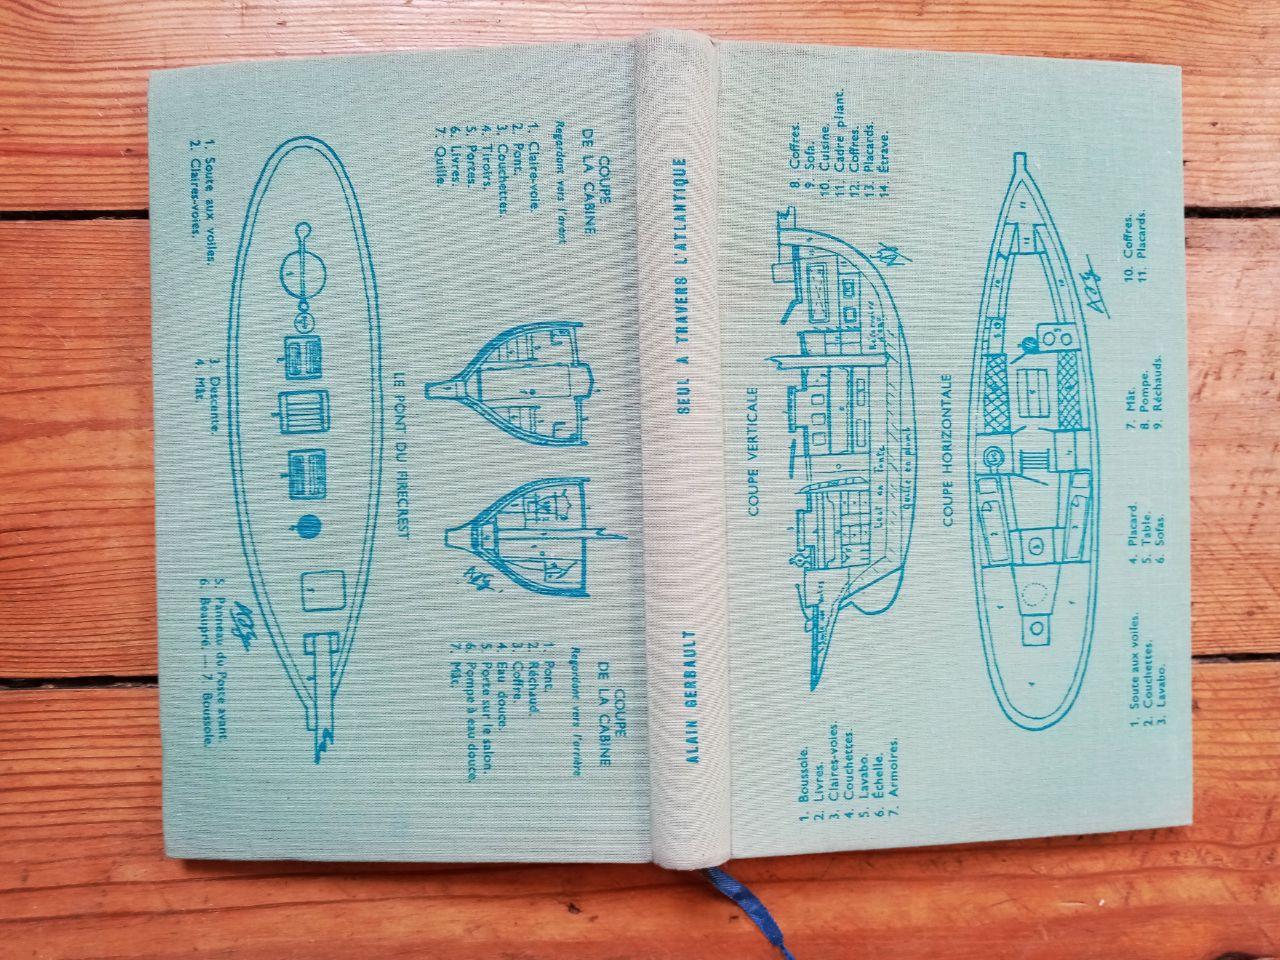 LE PONT DU FIRECREST
1. Soute aux voiles.
2. Claires-voies.
3. Descente.
4. Mât.
5. Panneau du Poste avant.
6. Beaupré. — 7. Boussole.
COUPE
DE LA CABINE
Regardant vers l'avant
1. Claire-voie.
2. Pont.
3. Couchettes.
4. Tiroirs
5. Portes.
6. Livres.
7. Quille
COUPE
DE LA CABINE
Regardant vers l'arrière
1. Pont.
2. Réchaud.
3. Coffre.
4. Eau douce.
5. Porte sur le salon.
6. Pompe à eau douce
7. Mât.
ALAIN GERBAULT
SEUL A TRAVERS L'ATLANTIQUE
COUPE VERTICALE
Lest en fonte
Quille en plomb
1. Boussole.
2. Livres.
3. Claires-voies.
4. Couchettes.
5. Lavabo.
6. Échelle.
7. Armoires.
8. Coffres.
9. Sofa.
10. Cuisine.
11. Cadre pliant.
12. Coffres.
13. Placards.
14. Étrave.
COUPE HORIZONTALE
1. Soute aux voiles.
2. Couchettes.
3. Lavabo.
4. Placard.
5. Table.
6. Sofas.
7. Mât.
8. Pompe.
9. Réchauds.
10. Coffres.
11. Placards.